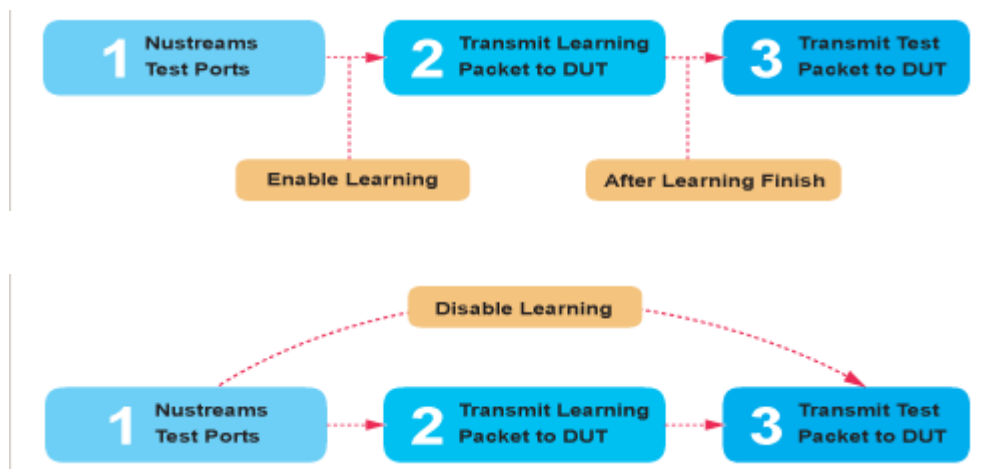 1 Nustreams
Test Ports
2 Transmit Learning
Packet to DUT
3 Transmit Test
Packet to DUT
Enable Learning
After Learning Finish
Disable Learning
1 Nustreams
Test Ports
2 Transmit Learning
Packet to DUT
3 Transmit Test
Packet to DUT